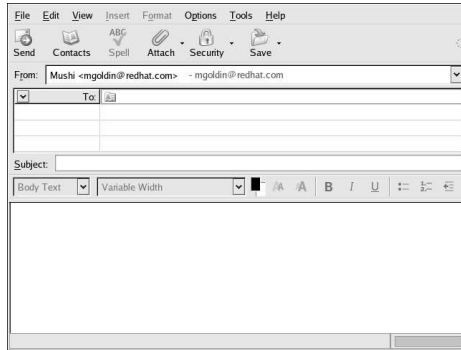 File Edit View Insert Format Options Tools Help
ABC
Send Contacts Spell Attach Security Save
From: Mushi <mgoldin@redhat.com> - mgoldin@redhat.com
To:
Subject:
Body Text Variable Width A A B I U